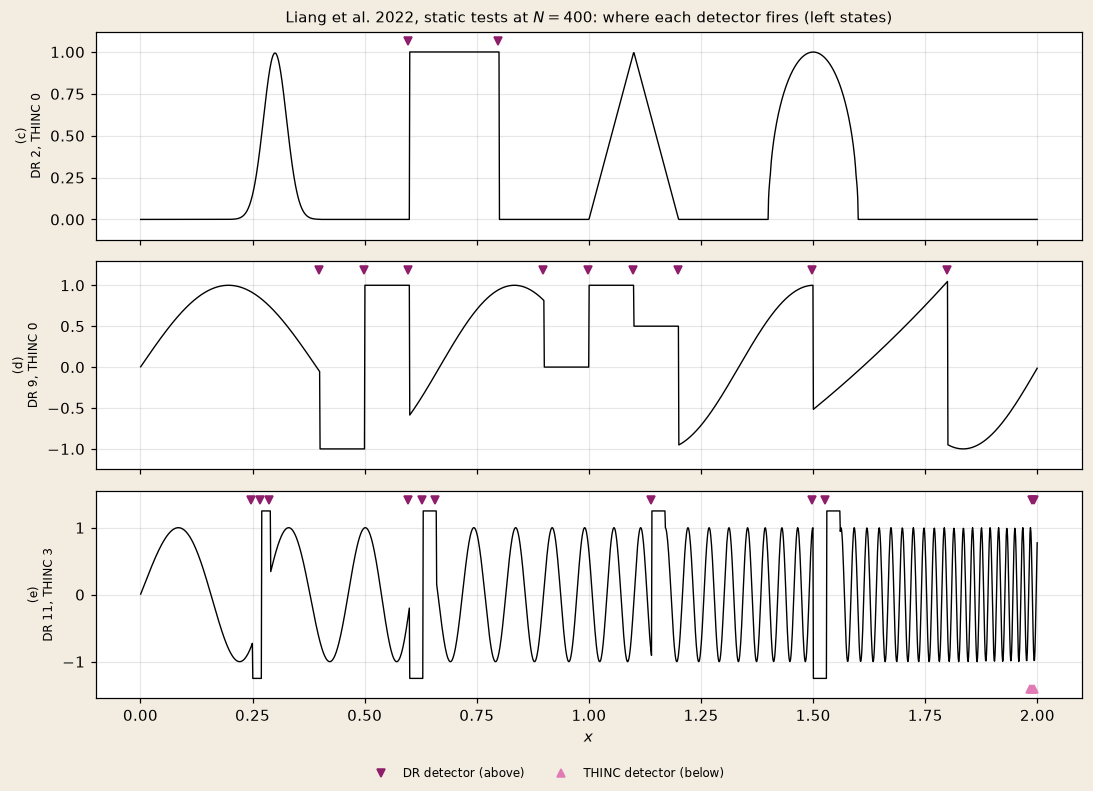 Liang et al. 2022, static tests at N = 400: where each detector fires (left states)
(c)
DR 2, THINC 0
1.00
0.75
0.50
0.25
0.00
(d)
DR 9, THINC 0
1.0
0.5
0.0
−0.5
−1.0
(e)
DR 11, THINC 3
1
0
−1
0.00 0.25 0.50 0.75 1.00 1.25 1.50 1.75 2.00
x
DR detector (above) THINC detector (below)